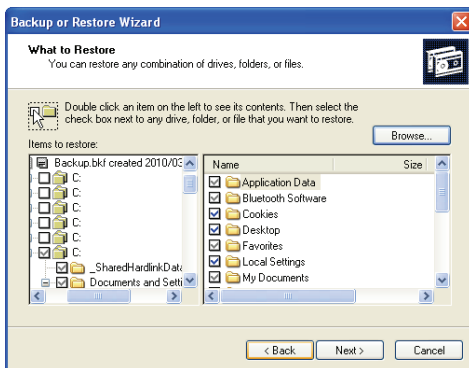 Backup or Restore Wizard
What to Restore
You can restore any combination of drives, folders, or files.
Double click an item on the left to see its contents. Then select the
check box next to any drive, folder, or file that you want to restore.
Browse...
Items to restore:
Backup.bkf created 2010/03
C:
C:
C:
C:
C:
_SharedHardlinkData
Documents and Setti
Name Size
Application Data
Bluetooth Software
Cookies
Desktop
Favorites
Local Settings
My Documents
< Back Next > Cancel